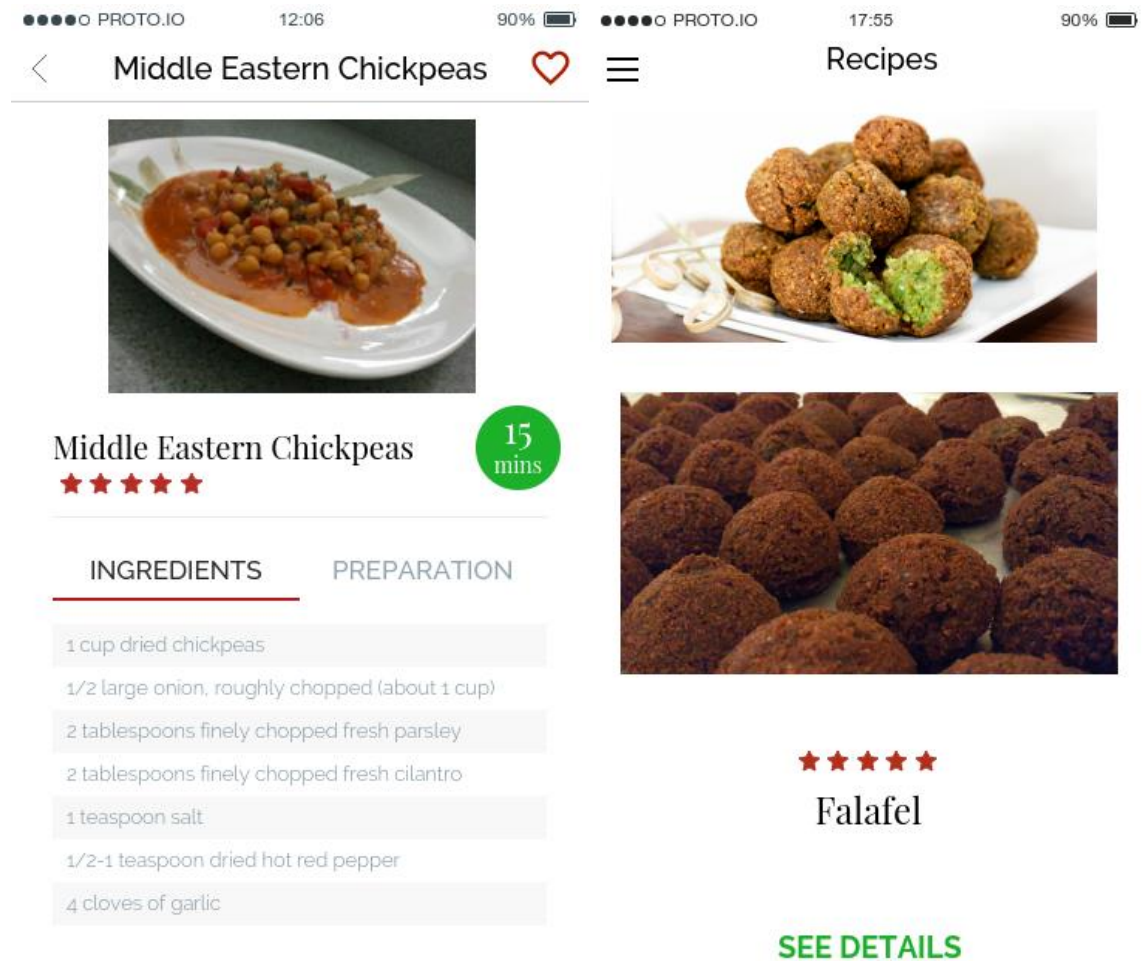 PROTO.IO 12:06 90%
Middle Eastern Chickpeas
Middle Eastern Chickpeas
15
mins
INGREDIENTS PREPARATION
1 cup dried chickpeas
1/2 large onion, roughly chopped (about 1 cup)
2 tablespoons finely chopped fresh parsley
2 tablespoons finely chopped fresh cilantro
1 teaspoon salt
1/2-1 teaspoon dried hot red pepper
4 cloves of garlic
PROTO.IO 17:55 90%
Recipes
Falafel
SEE DETAILS